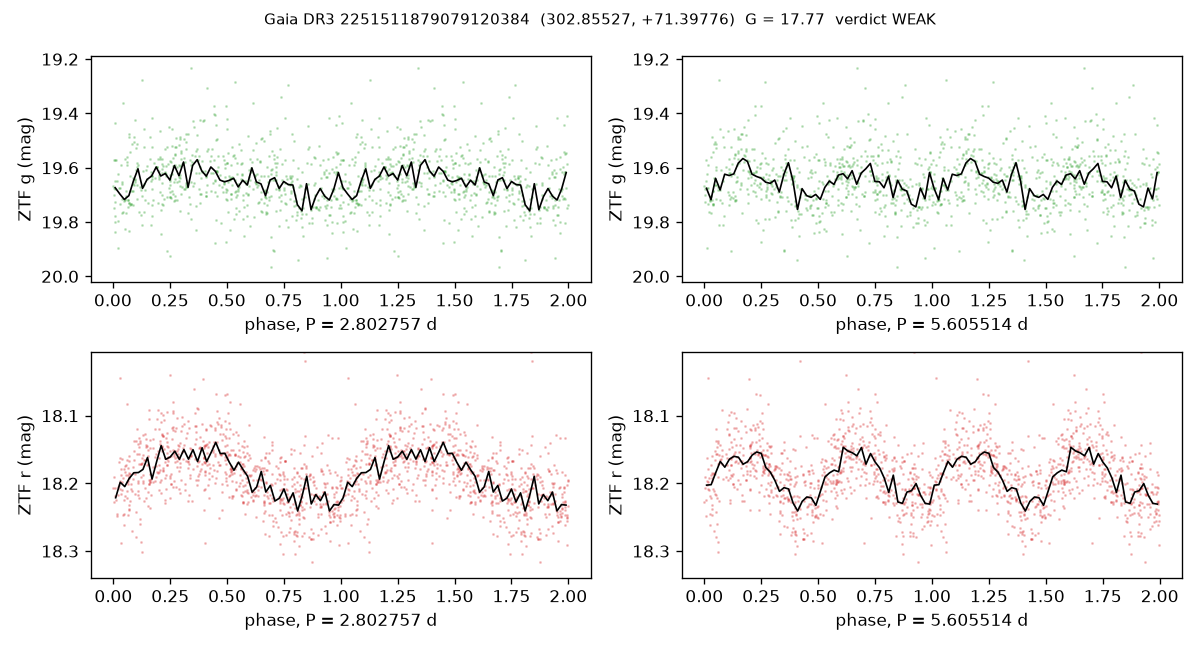 Gaia DR3 2251511879079120384 (302.85527, +71.39776) G = 17.77 verdict WEAK
19.2
19.4
19.6
19.8
20.0
ZTF g (mag)
0.00 0.25 0.50 0.75 1.00 1.25 1.50 1.75 2.00
phase, P = 2.802757 d
19.2
19.4
19.6
19.8
20.0
ZTF g (mag)
0.00 0.25 0.50 0.75 1.00 1.25 1.50 1.75 2.00
phase, P = 5.605514 d
18.1
18.2
18.3
ZTF r (mag)
0.00 0.25 0.50 0.75 1.00 1.25 1.50 1.75 2.00
phase, P = 2.802757 d
18.1
18.2
18.3
ZTF r (mag)
0.00 0.25 0.50 0.75 1.00 1.25 1.50 1.75 2.00
phase, P = 5.605514 d